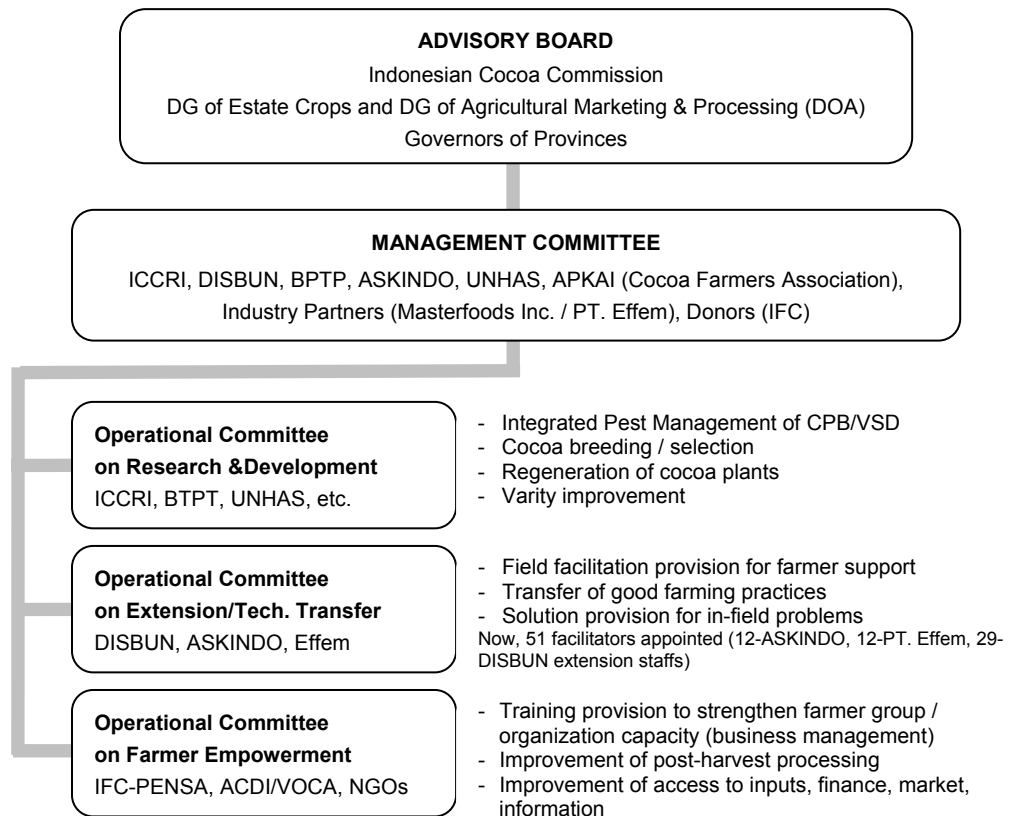 ADVISORY BOARD
Indonesian Cocoa Commission
DG of Estate Crops and DG of Agricultural Marketing & Processing (DOA)
Governors of Provinces
MANAGEMENT COMMITTEE
ICCRI, DISBUN, BPTP, ASKINDO, UNHAS, APKAI (Cocoa Farmers Association),
Industry Partners (Masterfoods Inc. / PT. Effem), Donors (IFC)
Operational Committee
on Research &Development
ICCRI, BTPT, UNHAS, etc.
- Integrated Pest Management of CPB/VSD
- Cocoa breeding / selection
- Regeneration of cocoa plants
- Varity improvement
Operational Committee
on Extension/Tech. Transfer
DISBUN, ASKINDO, Effem
- Field facilitation provision for farmer support
- Transfer of good farming practices
- Solution provision for in-field problems
Now, 51 facilitators appointed (12-ASKINDO, 12-PT. Effem, 29-
DISBUN extension staffs)
Operational Committee
on Farmer Empowerment
IFC-PENSA, ACDI/VOCA, NGOs
- Training provision to strengthen farmer group /
organization capacity (business management)
- Improvement of post-harvest processing
- Improvement of access to inputs, finance, market,
information